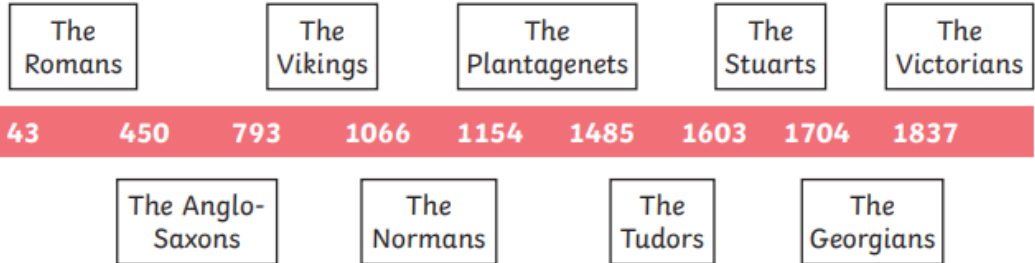 The
Romans
The
Vikings
The
Plantagenets
The
Stuarts
The
Victorians
43 450 793 1066 1154 1485 1603 1704 1837
The Anglo-
Saxons
The
Normans
The
Tudors
The
Georgians